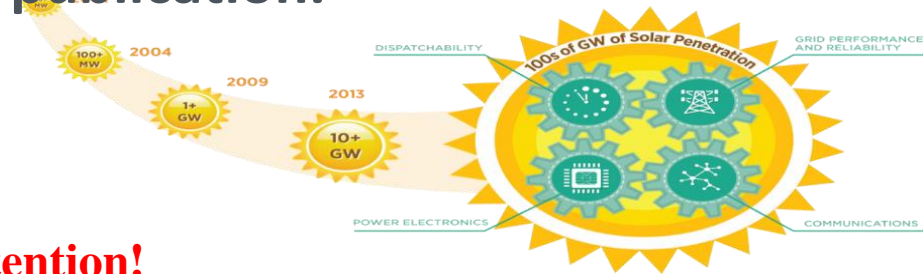 publication.
MW
100+
MW
2004
1+
GW
2009
10+
GW
2013
100s of GW of Solar Penetration
DISPATCHABILITY
GRID PERFORMANCE
AND RELIABILITY
POWER ELECTRONICS
COMMUNICATIONS